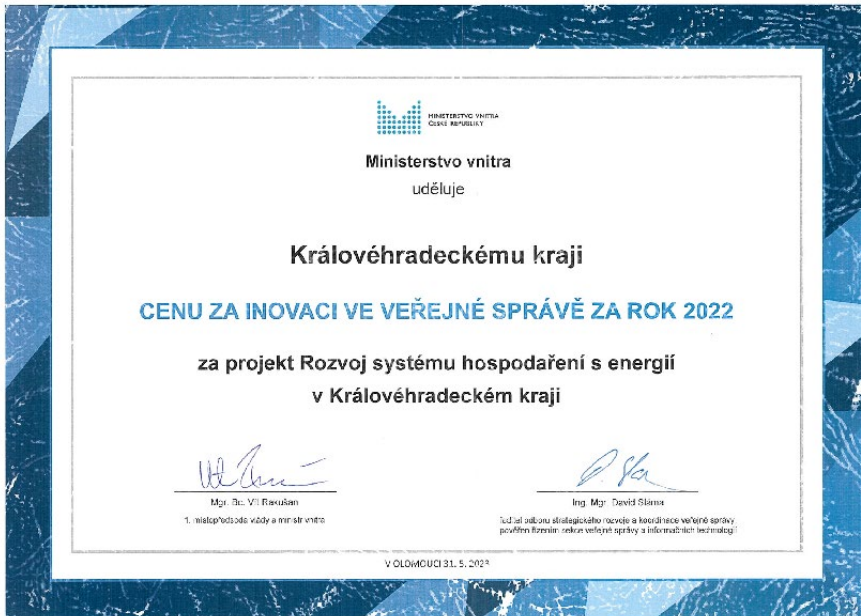 MINISTERSTVO VNITRA
ČESKÉ REPUBLIKY
Ministerstvo vnitra
uděluje
Královéhradeckému kraji
CENU ZA INOVACI VE VEŘEJNÉ SPRÁVĚ ZA ROK 2022
za projekt Rozvoj systému hospodaření s energií
v Královéhradeckém kraji
Mgr. Bc. Vít Rakušan
1. místopředseda vlády a ministr vnitra
Ing. Mgr. David Sláma
ředitel odboru strategického rozvoje a koordinace veřejné správy,
pověřen řízením sekce veřejné správy a informačních technologií
V OLOMOUCI 31. 5. 2023